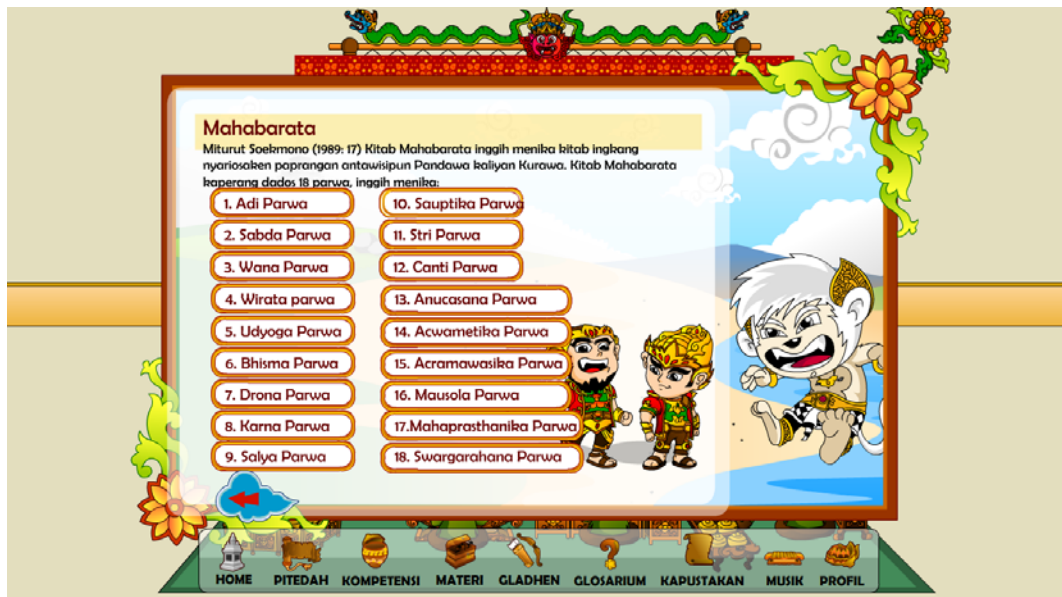 X
Mahabarata
Miturut Soekmono (1989: 17) Kitab Mahabarata inggih menika kitab ingkang
nyariosaken paprangan antawisipun Pandawa kaliyan Kurawa. Kitab Mahabarata
kaperang dados 18 parwa, inggih menika:
1. Adi Parwa
2. Sabda Parwa
3. Wana Parwa
4. Wirata parwa
5. Udyoga Parwa
6. Bhisma Parwa
7. Drona Parwa
8. Karna Parwa
9. Salya Parwa
10. Sauptika Parwa
11. Stri Parwa
12. Canti Parwa
13. Anucasana Parwa
14. Acwametika Parwa
15. Acramawasika Parwa
16. Mausola Parwa
17.Mahaprasthanika Parwa
18. Swargarahana Parwa
HOME PITEDAH KOMPETENSI MATERI GLADHEN GLOSARIUM KAPUSTAKAN MUSIK PROFIL